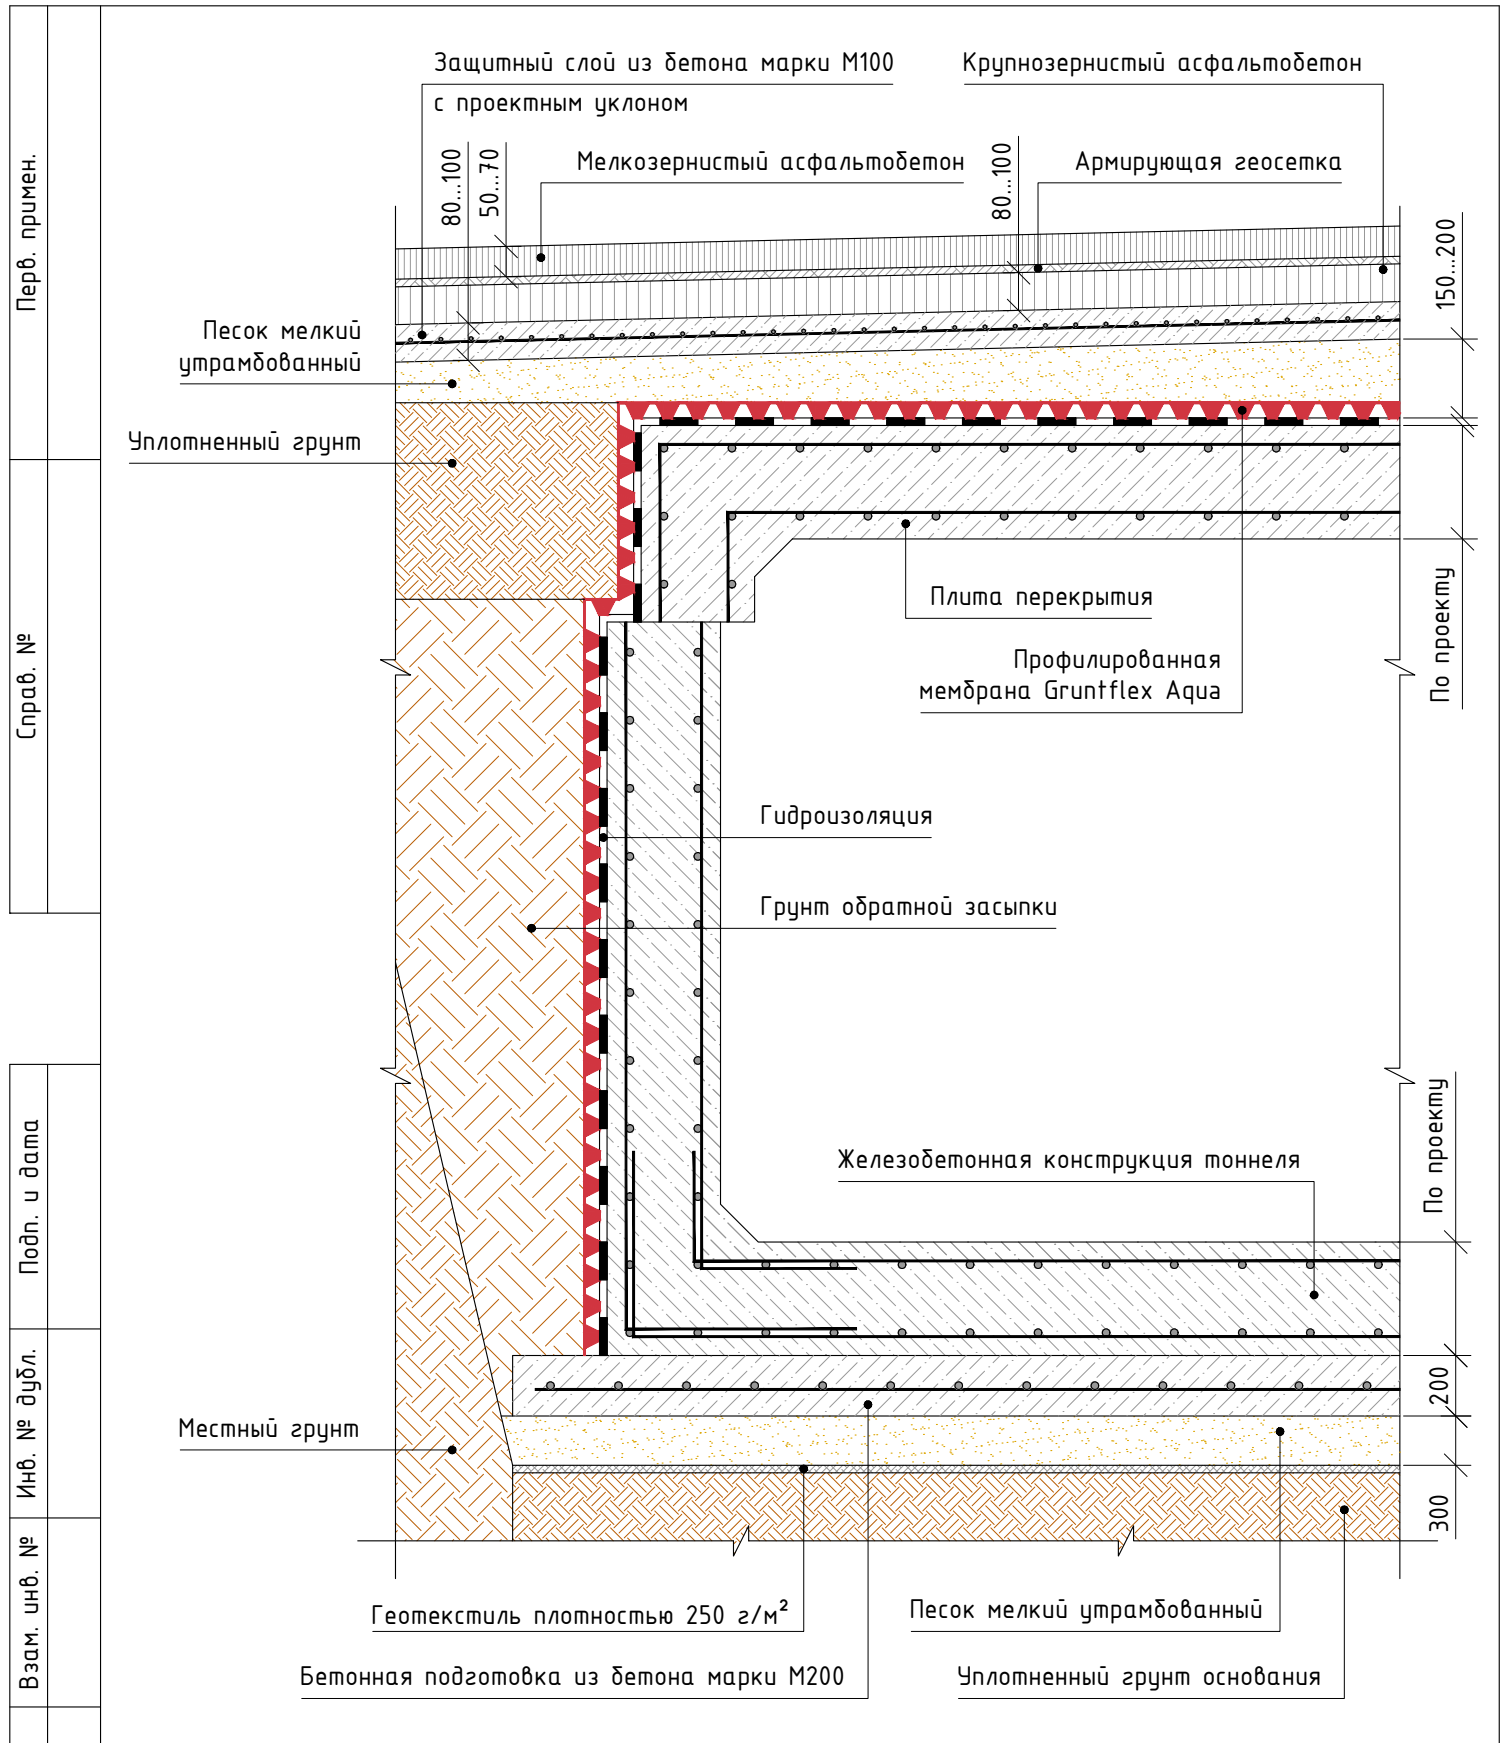 Защитный слой из бетона марки М100
с проектным уклоном
Крупнозернистый асфальтобетон
Мелкозернистый асфальтобетон
Армирующая геосетка
80...100
50...70
80...100
150...200
Песок мелкий
утрамбованный
Уплотненный грунт
Плита перекрытия
По проекту
Профилированная
мембрана Gruntflex Aqua
Гидроизоляция
Грунт обратной засыпки
Железобетонная конструкция тоннеля
По проекту
200
300
Местный грунт
Геотекстиль плотностью 250 г/м²
Песок мелкий утрамбованный
Бетонная подготовка из бетона марки М200
Уплотненный грунт основания
Перв. примен.
Справ. №
Подп. и дата
Инв. № дубл.
Взам. инв. №